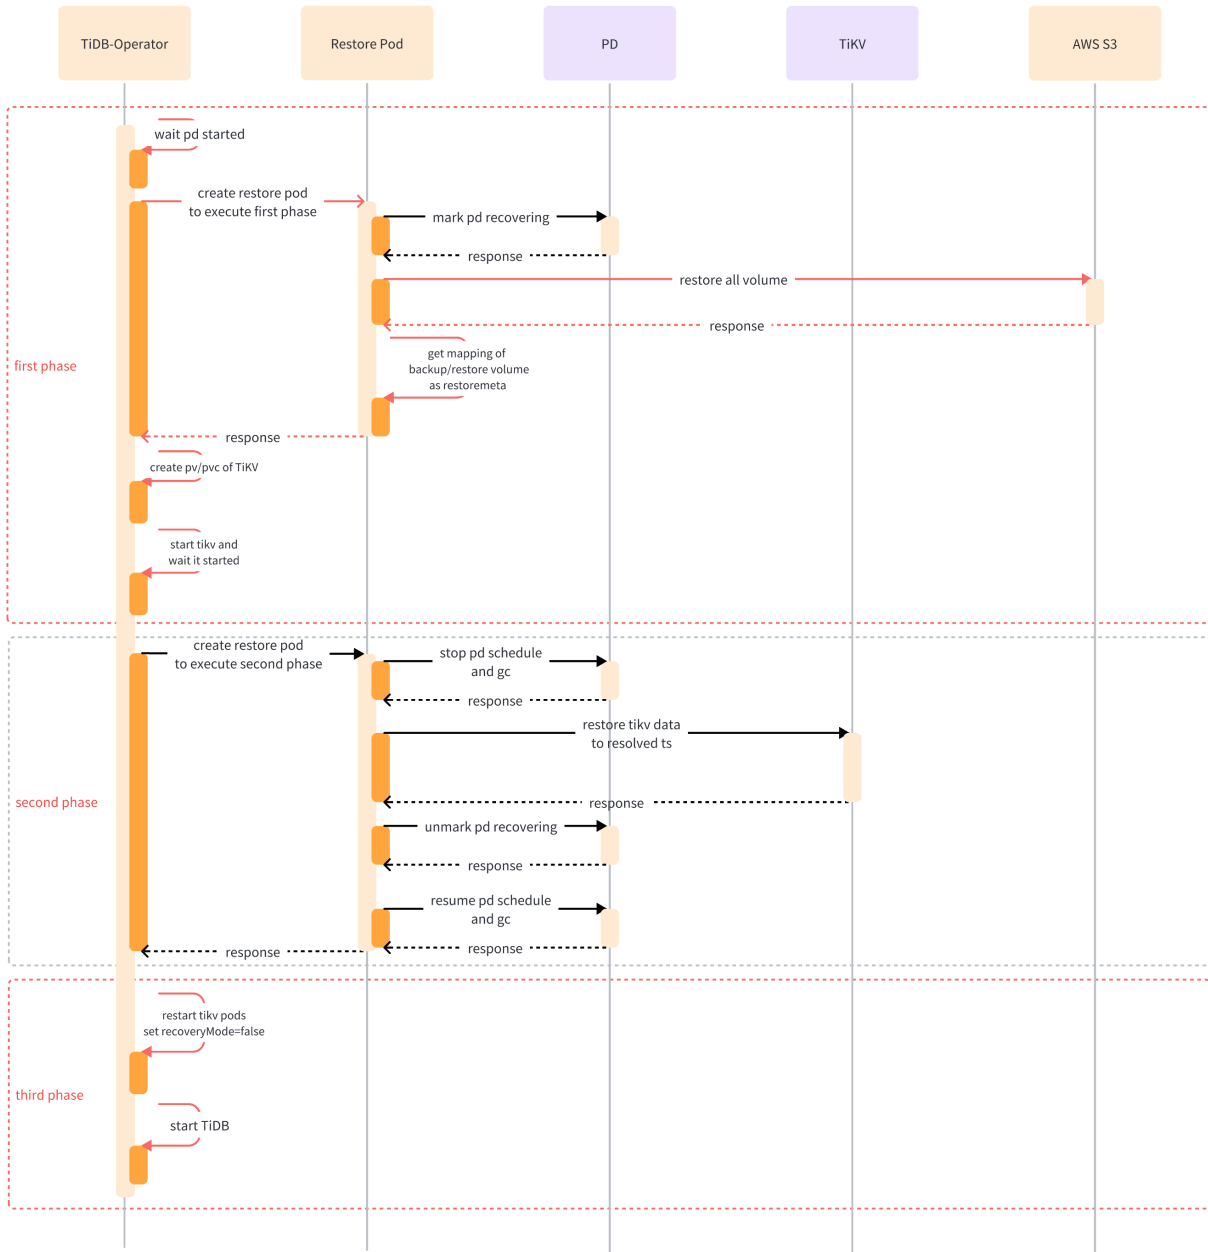 TiDB-Operator
Restore Pod
PD
TiKV
AWS S3
wait pd started
create restore pod
to execute first phase
mark pd recovering
response
restore all volume
response
get mapping of
backup/restore volume
as restoremeta
first phase
response
create pv/pvc of TiKV
start tikv and
wait it started
create restore pod
to execute second phase
stop pd schedule
and gc
response
restore tikv data
to resolved ts
second phase
response
unmark pd recovering
response
resume pd schedule
and gc
response
response
restart tikv pods
set recoveryMode=false
third phase
start TiDB